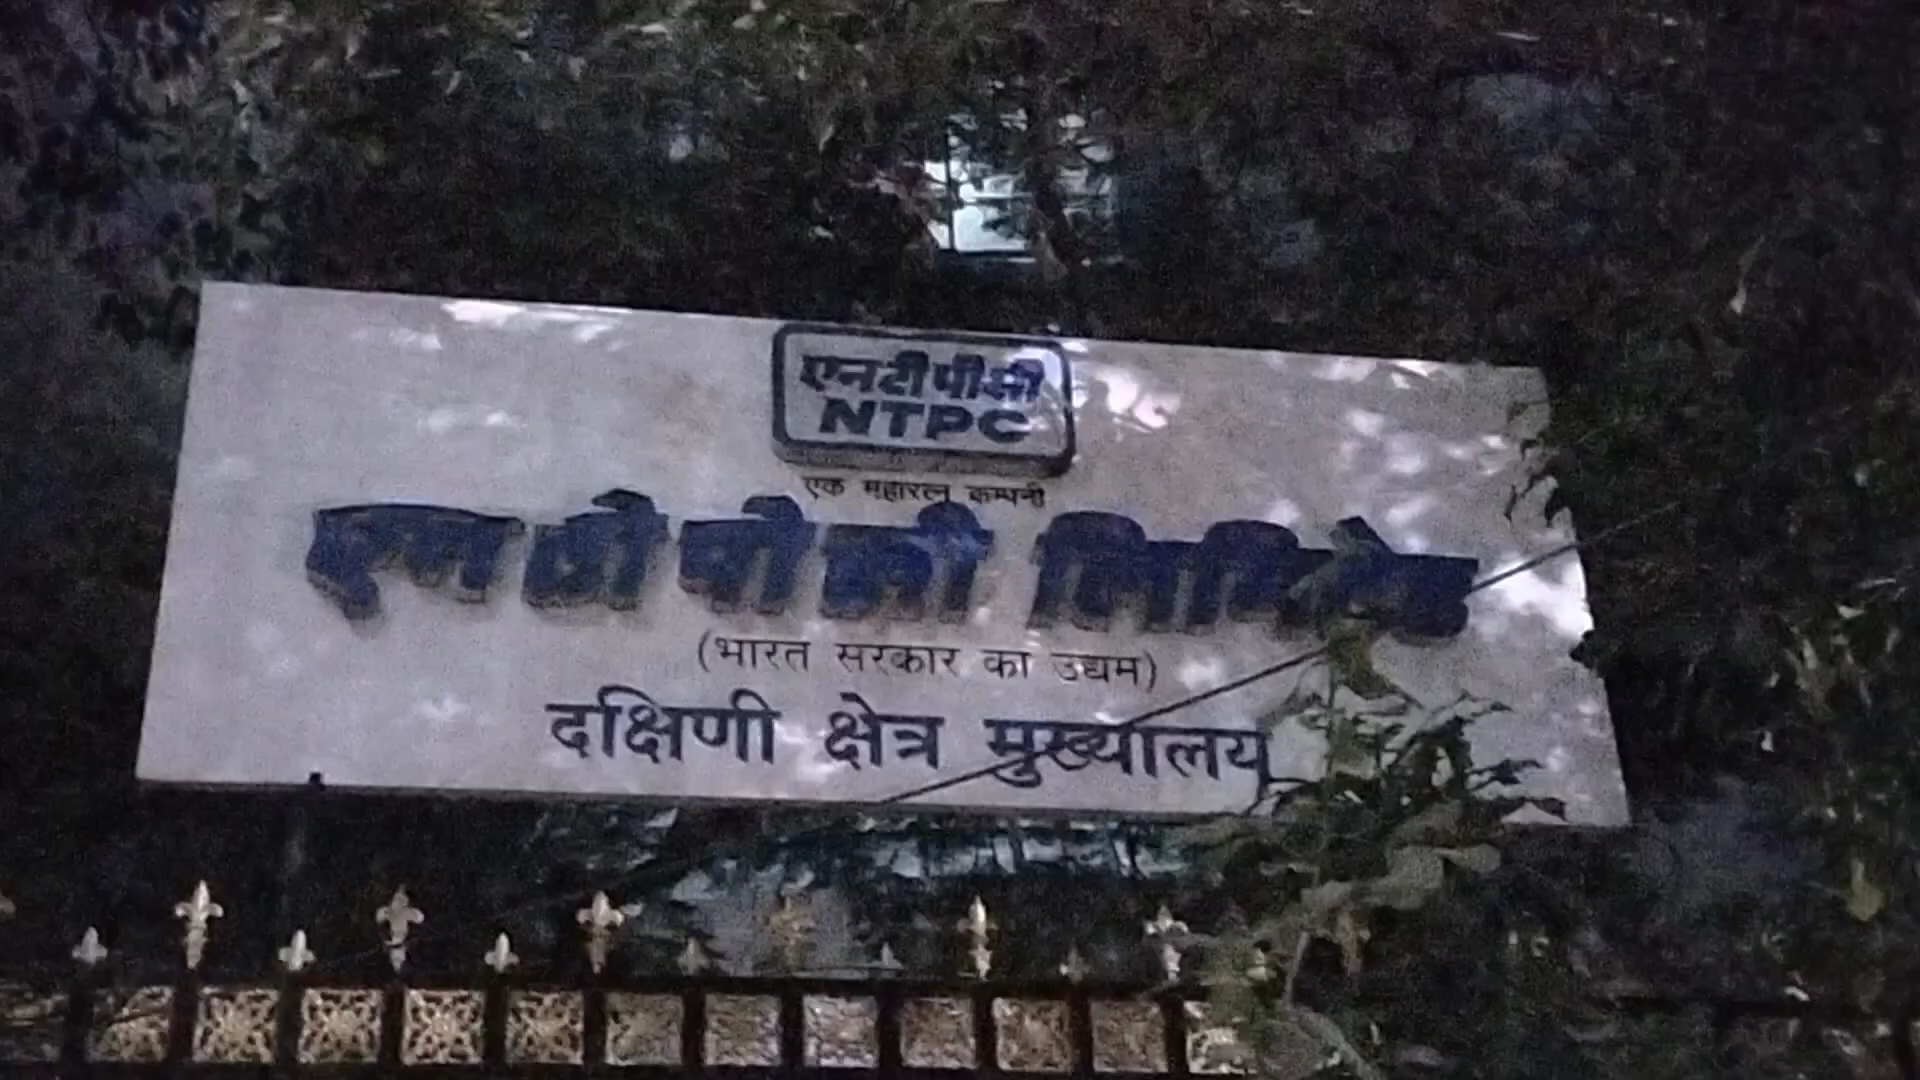 एनटीपीसी
NTPC
एक महारत्न कम्पनी
एनटीपीसी लिमिटेड
(भारत सरकार का उद्यम)
दक्षिणी क्षेत्र मुख्यालय